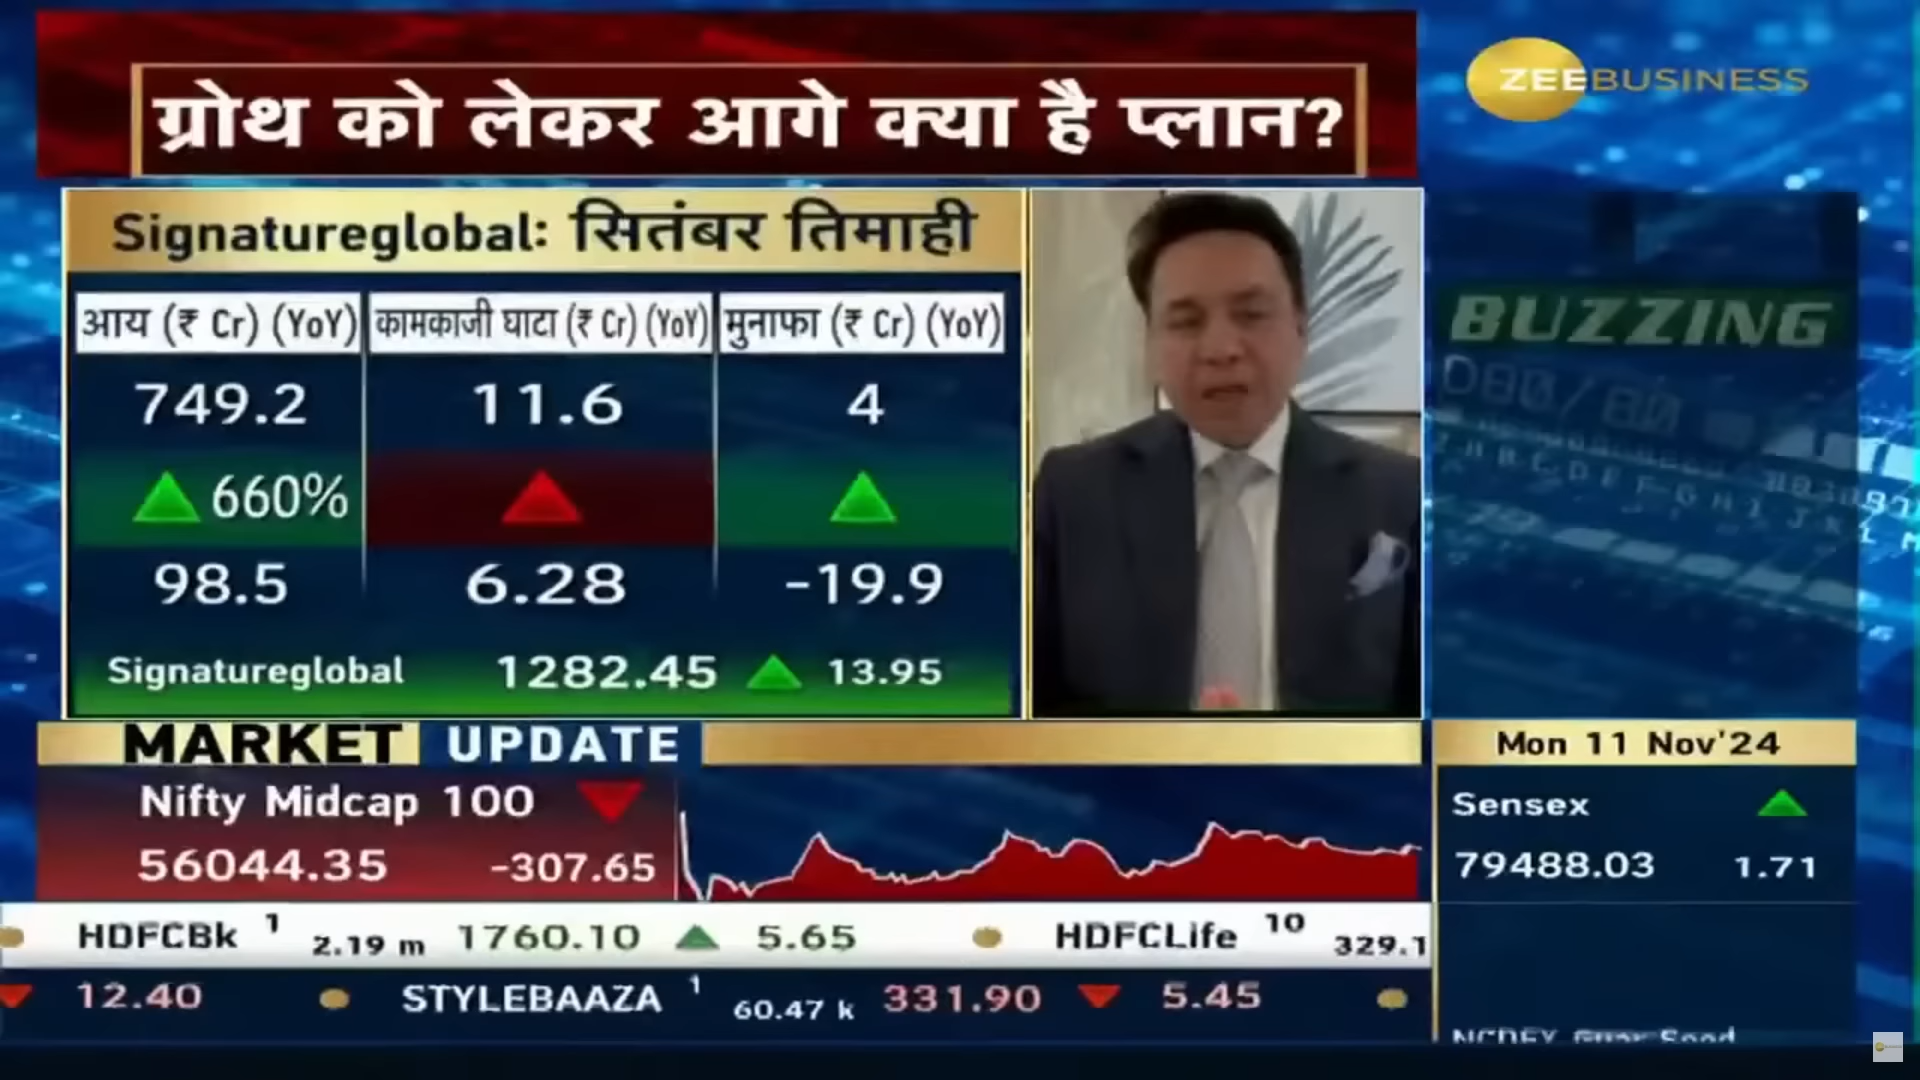 ग्रोथ को लेकर आगे क्या है प्लान?
ZEEBUSINESS
Signatureglobal: सितंबर तिमाही
आय (₹ Cr) (YoY) कामकाजी घाटा (₹ Cr) (YoY) मुनाफा (₹ Cr) (YoY)
749.2 11.6 4
660%
98.5 6.28 -19.9
Signatureglobal 1282.45 13.95
BUZZING
MARKET UPDATE
Nifty Midcap 100
56044.35 -307.65
Mon 11 Nov'24
Sensex
79488.03 1.71
HDFCBk 1 2.19 m 1760.10 5.65 HDFCLife 10 329.1
12.40 STYLEBAAZA 1 60.47 k 331.90 5.45